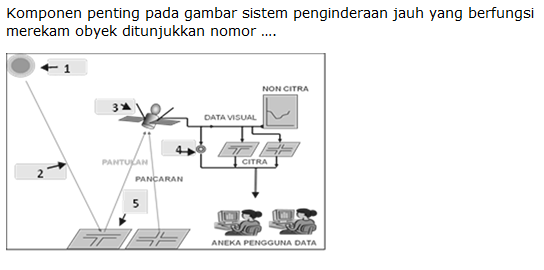 Komponen penting pada gambar sistem penginderaan jauh yang berfungsi
merekam obyek ditunjukkan nomor ....
1
NON CITRA
3
DATA VISUAL
4
PANTULAH
CITRA
2
PANCARAN
5
ANEKA PENGGUNA DATA